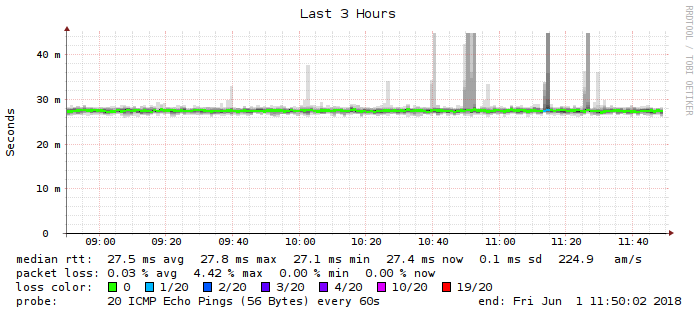 Last 3 Hours
RRDTOOL / TOBI OETIKER
Seconds
40 m
30 m
20 m
10 m
0
09:00 09:20 09:40 10:00 10:20 10:40 11:00 11:20 11:40
median rtt: 27.5 ms avg 27.8 ms max 27.1 ms min 27.4 ms now 0.1 ms sd 224.9 am/s
packet loss: 0.03 % avg 4.42 % max 0.00 % min 0.00 % now
loss color: 0 1/20 2/20 3/20 4/20 10/20 19/20
probe: 20 ICMP Echo Pings (56 Bytes) every 60s end: Fri Jun 1 11:50:02 2018